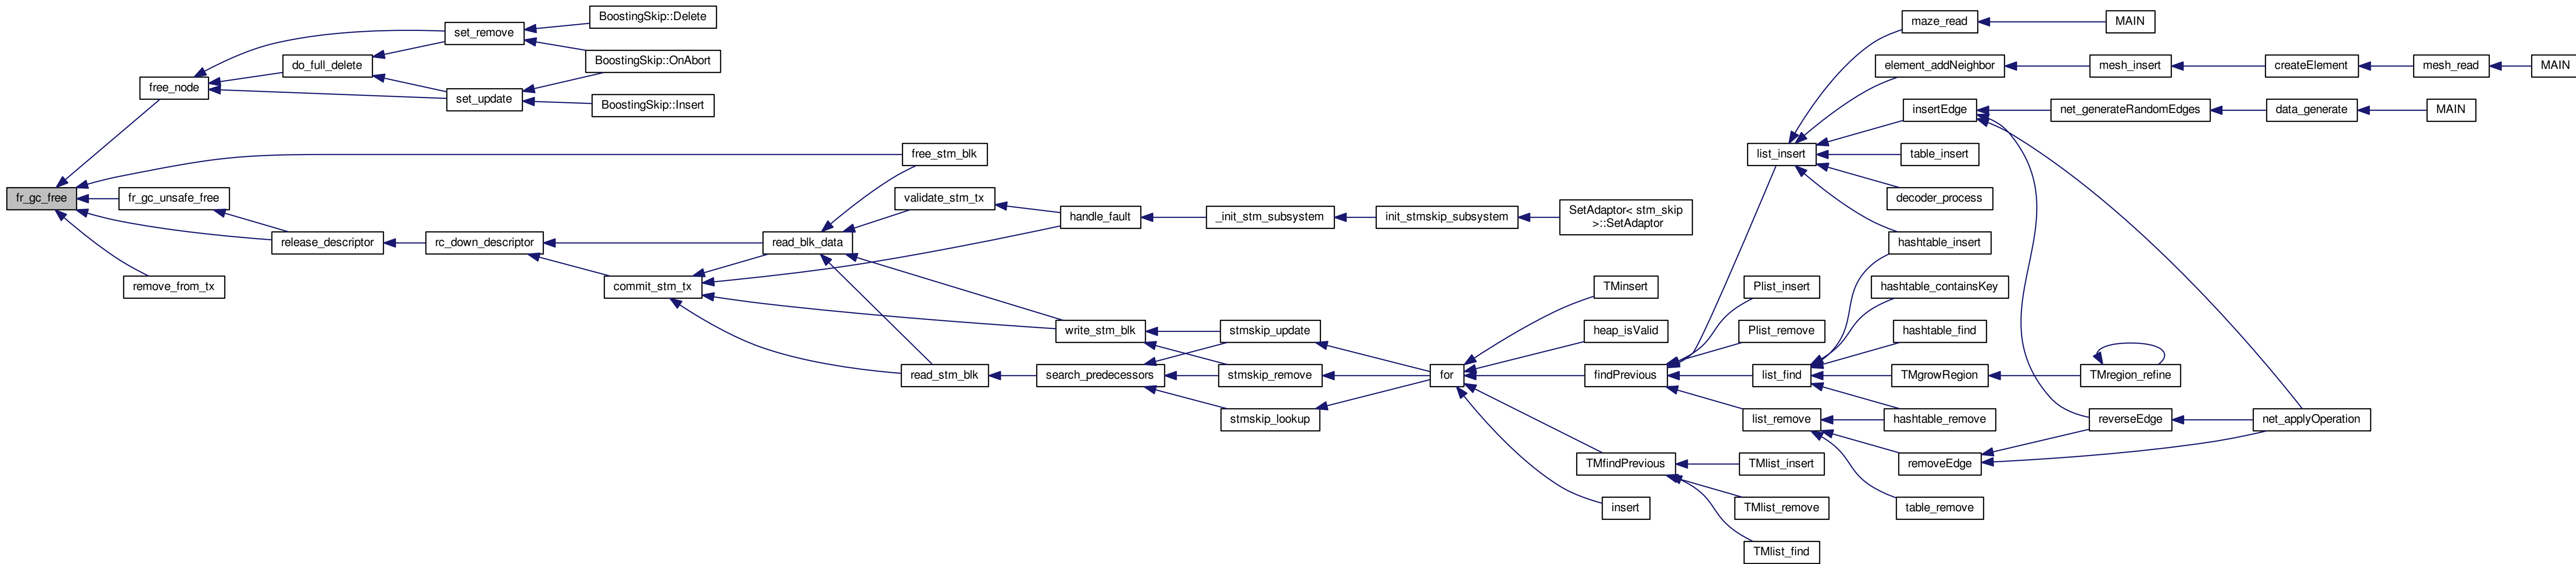 fr_gc_free
free_node
fr_gc_unsafe_free
release_descriptor
remove_from_tx
do_full_delete
set_remove
set_update
BoostingSkip::Delete
BoostingSkip::OnAbort
BoostingSkip::Insert
rc_down_descriptor
commit_stm_tx
read_blk_data
free_stm_blk
validate_stm_tx
read_stm_blk
handle_fault
write_stm_blk
search_predecessors
_init_stm_subsystem
init_stmskip_subsystem
SetAdaptor< stm_skip
>::SetAdaptor
stmskip_update
stmskip_remove
stmskip_lookup
for
TMinsert
heap_isValid
findPrevious
TMfindPrevious
insert
list_insert
Plist_insert
Plist_remove
list_find
list_remove
TMlist_insert
TMlist_remove
TMlist_find
maze_read
MAIN
element_addNeighbor
mesh_insert
createElement
mesh_read
MAIN
insertEdge
net_generateRandomEdges
data_generate
MAIN
table_insert
decoder_process
hashtable_insert
hashtable_containsKey
hashtable_find
TMgrowRegion
TMregion_refine
hashtable_remove
removeEdge
reverseEdge
net_applyOperation
table_remove